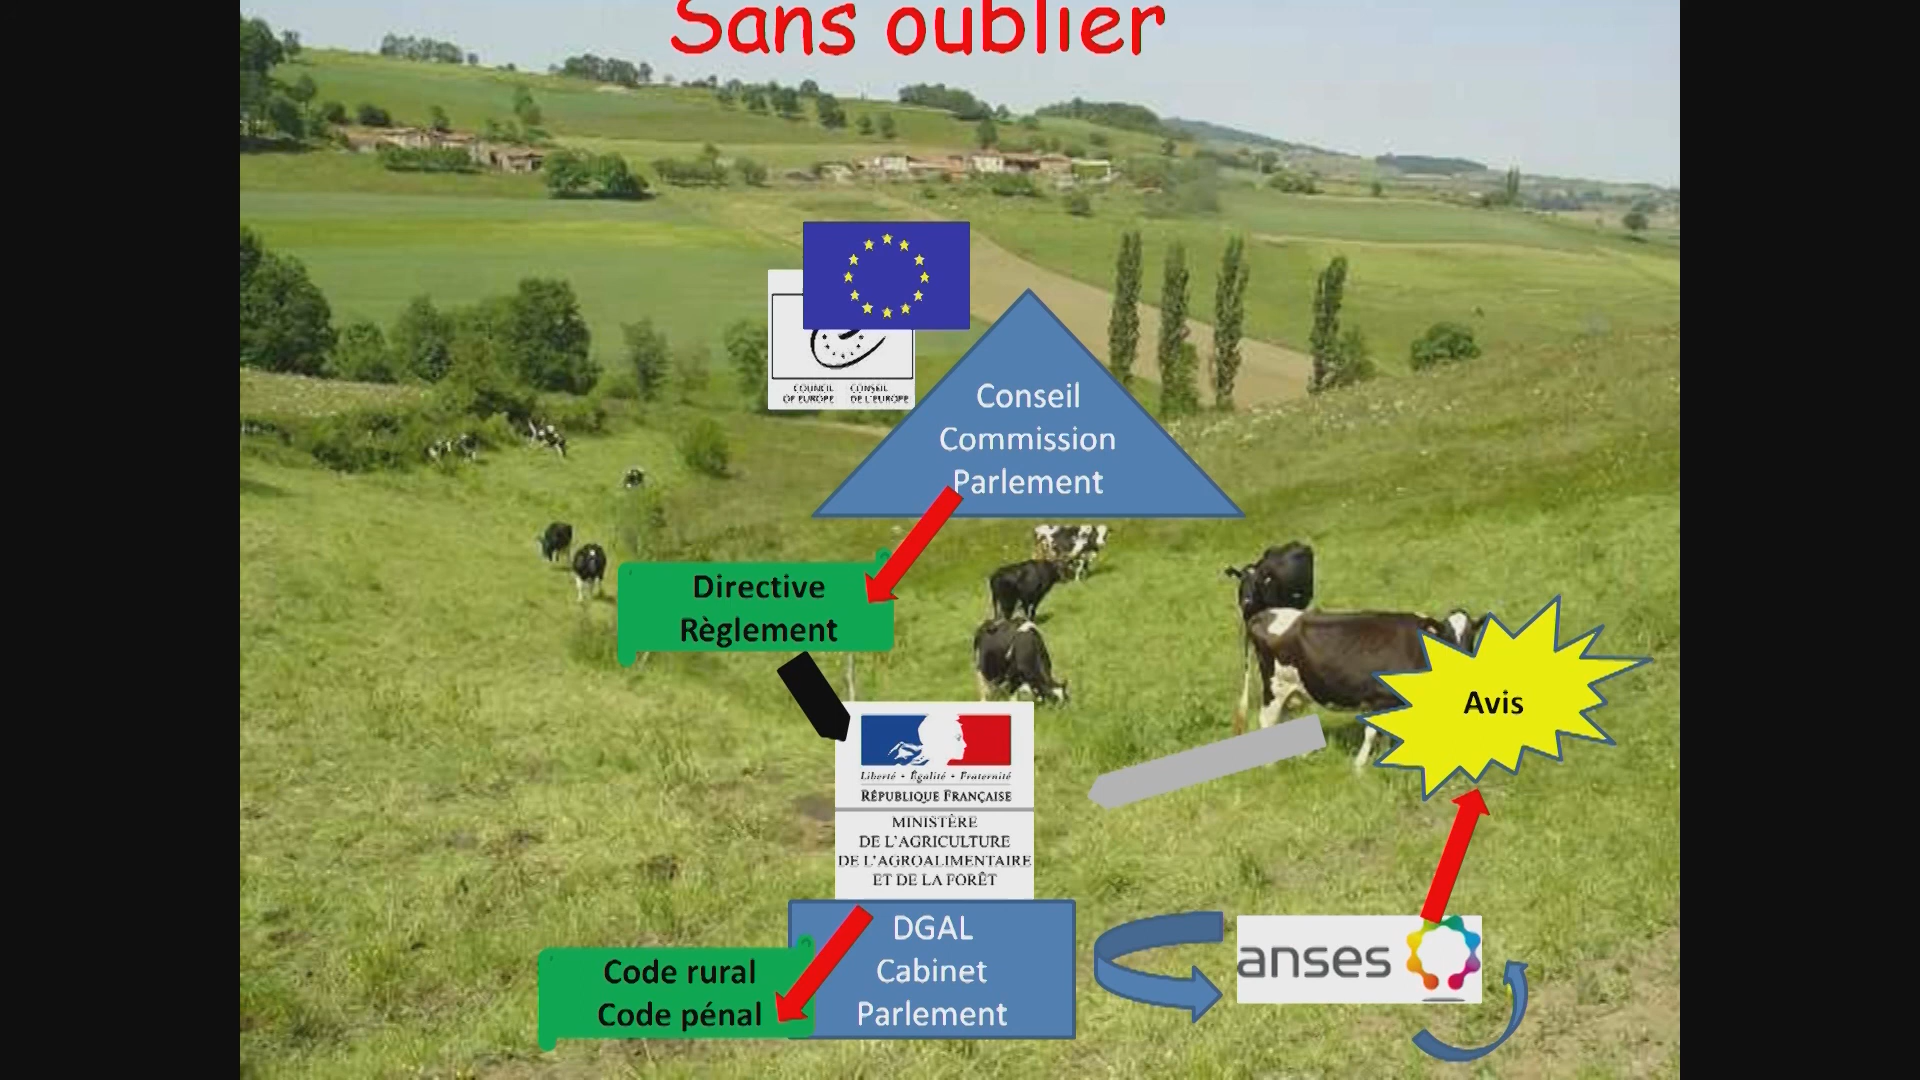 Sans oublier
COUNCIL CONSEIL
OF EUROPE DE L'EUROPE
Conseil
Commission
Parlement
Directive
Règlement
Avis
Liberté • Égalité • Fraternité
RÉPUBLIQUE FRANÇAISE
MINISTÈRE
DE L'AGRICULTURE
DE L'AGROALIMENTAIRE
ET DE LA FORÊT
DGAL
Cabinet
Parlement
Code rural
Code pénal
anses